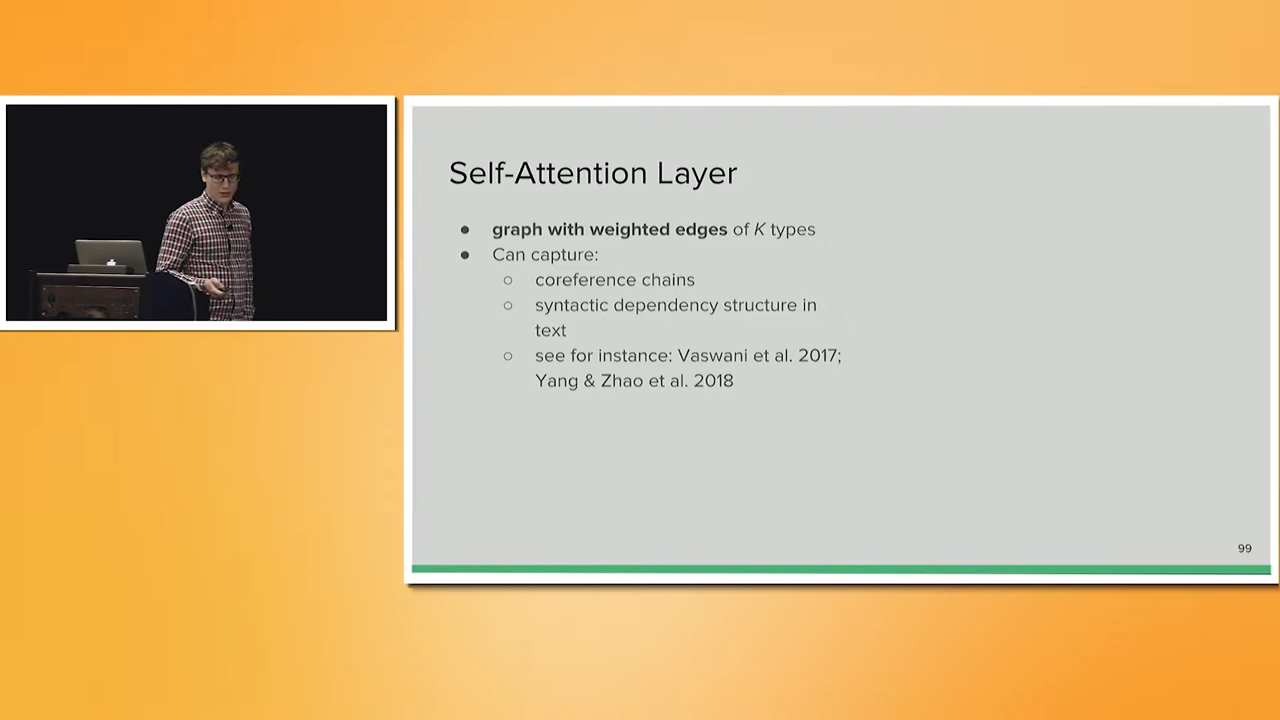 Self-Attention Layer
● graph with weighted edges of K types
● Can capture:
○ coreference chains
○ syntactic dependency structure in
text
○ see for instance: Vaswani et al. 2017;
Yang & Zhao et al. 2018
99